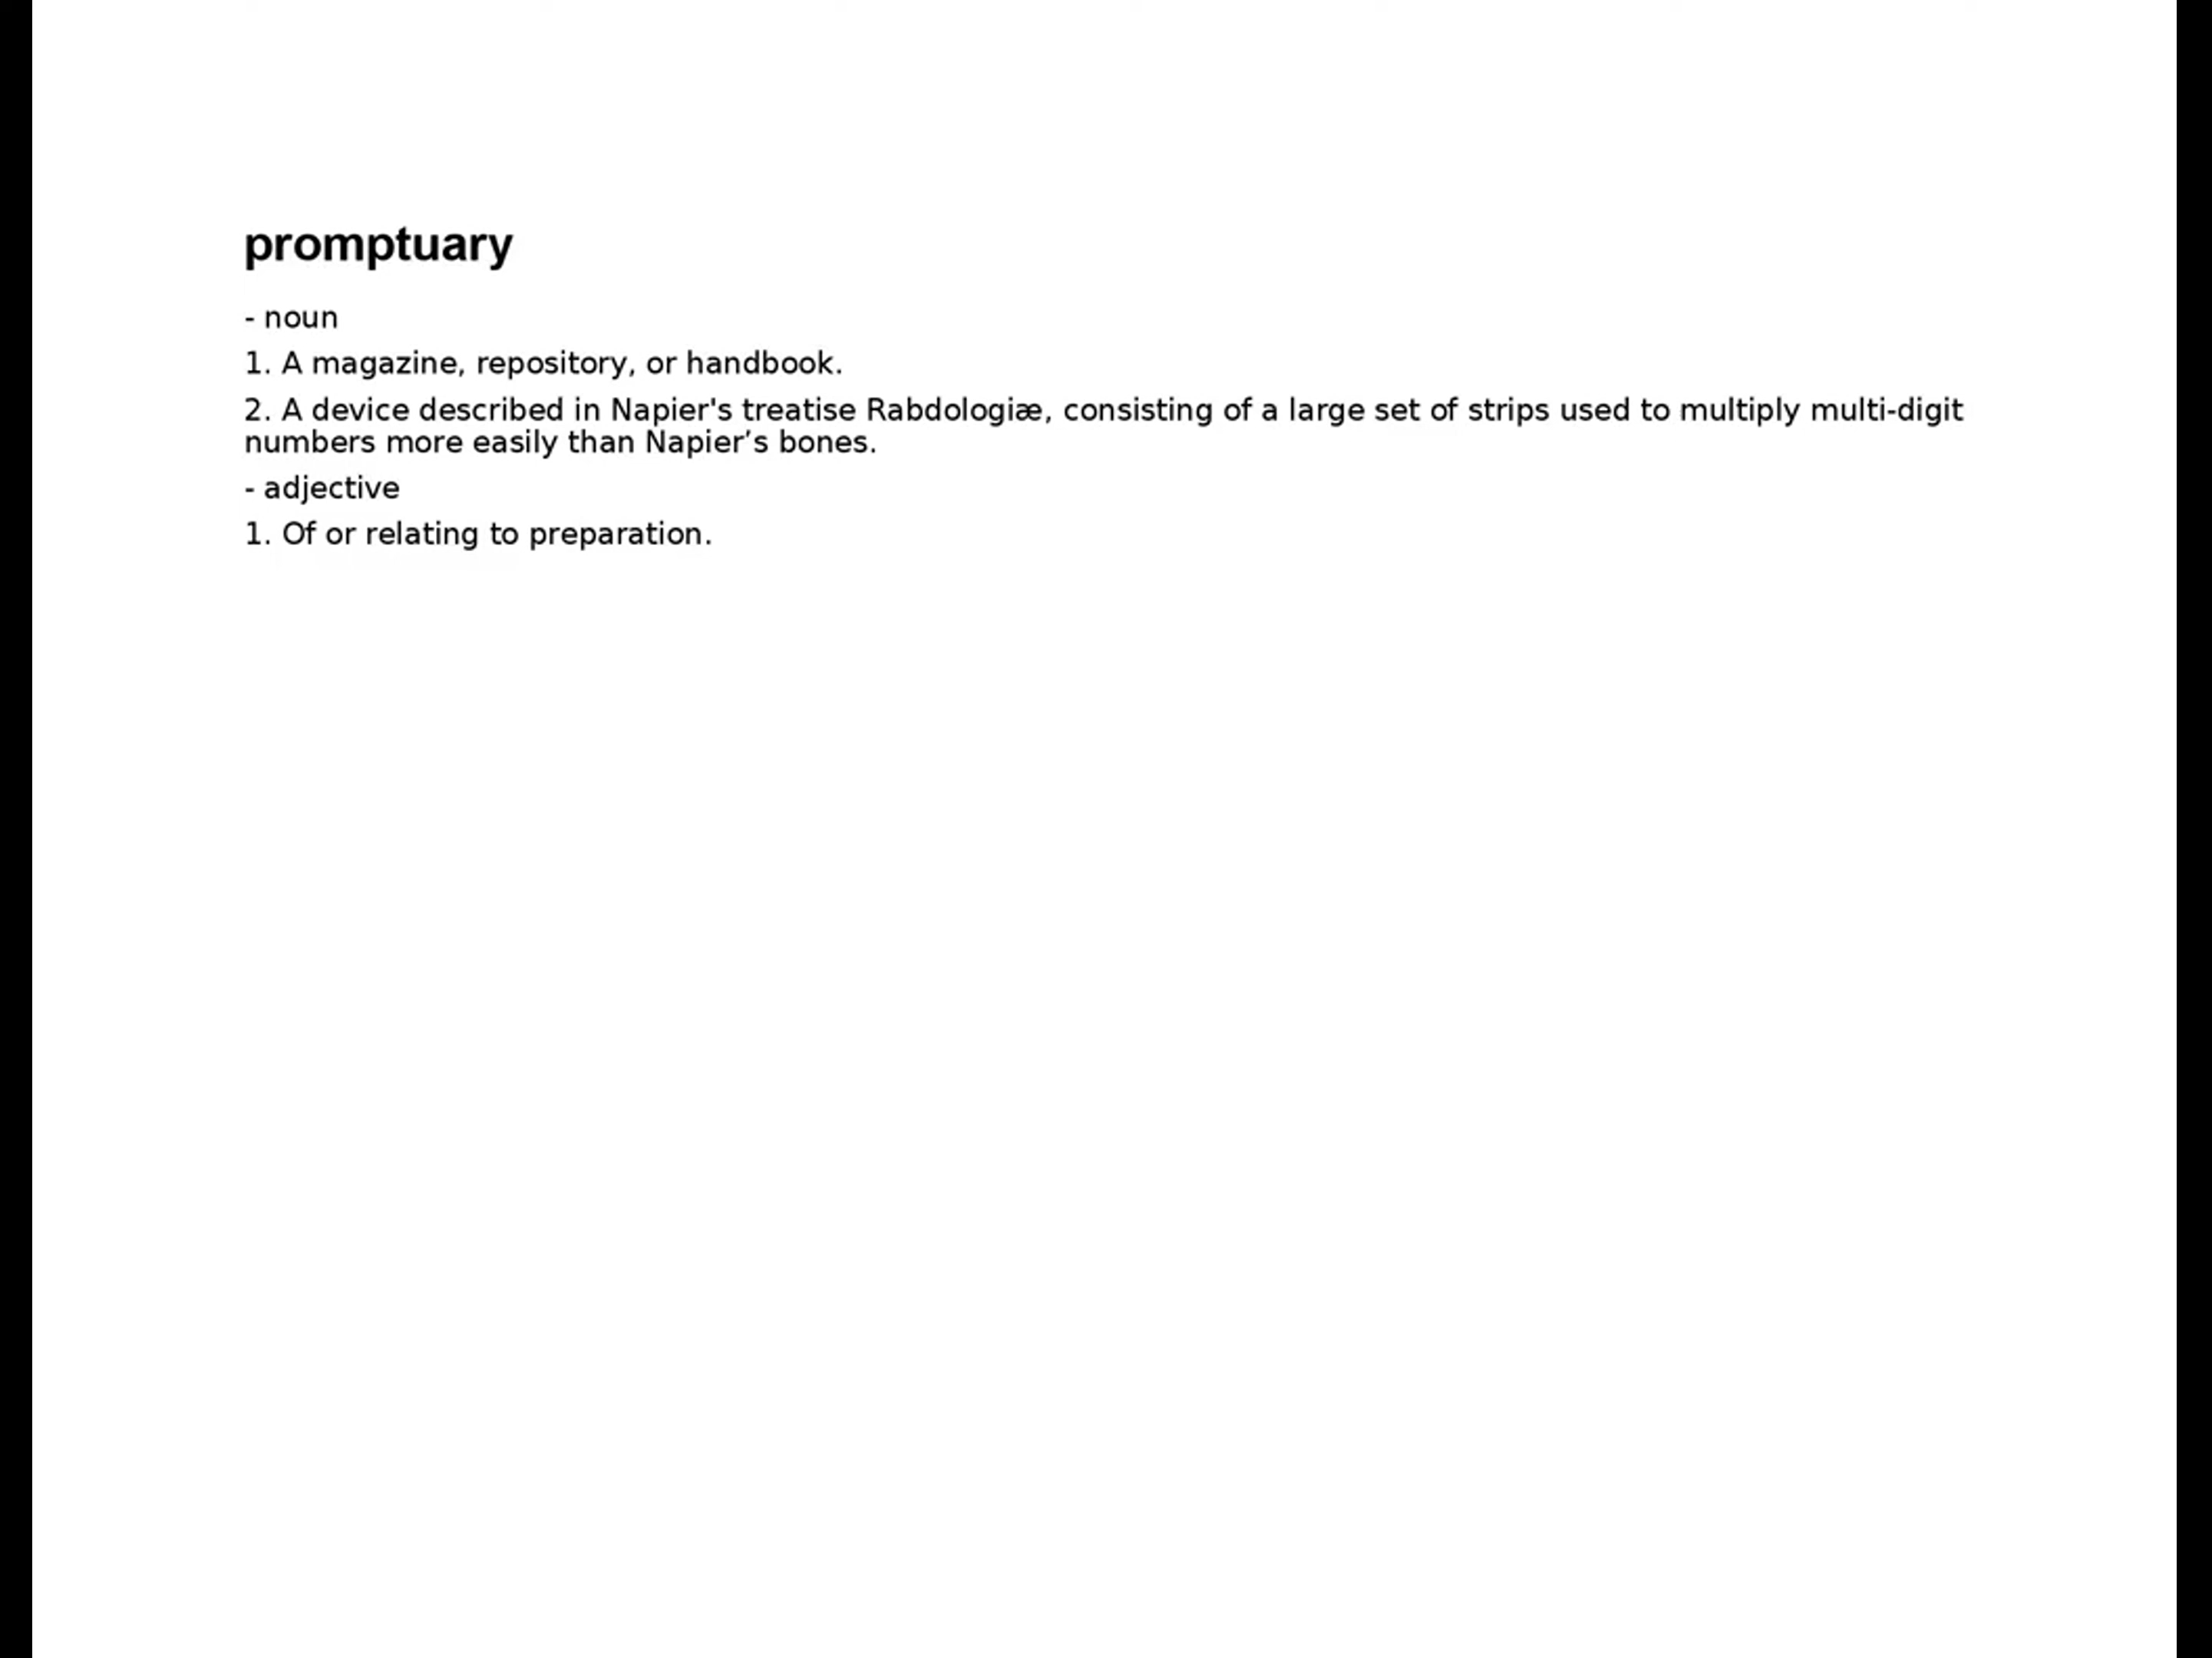 promptuary
- noun
1. A magazine, repository, or handbook.
2. A device described in Napier's treatise Rabdologiæ, consisting of a large set of strips used to multiply multi-digit
numbers more easily than Napier’s bones.
- adjective
1. Of or relating to preparation.